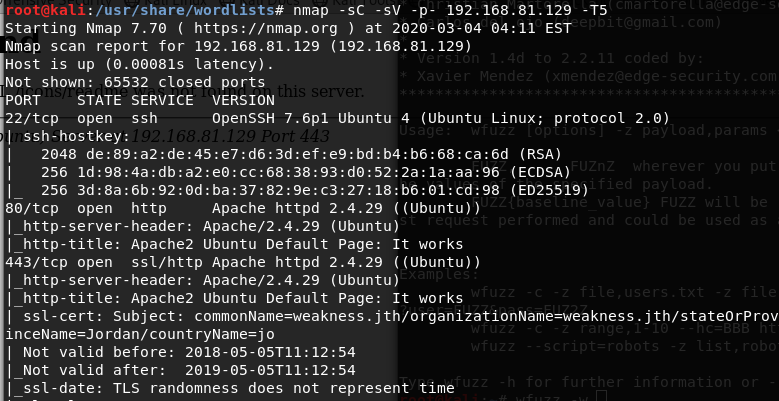 root@kali:/usr/share/wordlists# nmap -sC -sV -p- 192.168.81.129 -T5
Starting Nmap 7.70 ( https://nmap.org ) at 2020-03-04 04:11 EST
Nmap scan report for 192.168.81.129 (192.168.81.129)
Host is up (0.00081s latency).
Not shown: 65532 closed ports
PORT    STATE SERVICE  VERSION
22/tcp  open  ssh      OpenSSH 7.6p1 Ubuntu 4 (Ubuntu Linux; protocol 2.0)
| ssh-hostkey:
|   2048 de:89:a2:de:45:e7:d6:3d:ef:e9:bd:b4:b6:68:ca:6d (RSA)
|   256 1d:98:4a:db:a2:e0:cc:68:38:93:d0:52:2a:1a:aa:96 (ECDSA)
|_  256 3d:8a:6b:92:0d:ba:37:82:9e:c3:27:18:b6:01:cd:98 (ED25519)
80/tcp  open  http     Apache httpd 2.4.29 ((Ubuntu))
|_http-server-header: Apache/2.4.29 (Ubuntu)
|_http-title: Apache2 Ubuntu Default Page: It works
443/tcp open  ssl/http Apache httpd 2.4.29 ((Ubuntu))
|_http-server-header: Apache/2.4.29 (Ubuntu)
|_http-title: Apache2 Ubuntu Default Page: It works
| ssl-cert: Subject: commonName=weakness.jth/organizationName=weakness.jth/stateOrProv
inceName=Jordan/countryName=jo
| Not valid before: 2018-05-05T11:12:54
|_Not valid after:  2019-05-05T11:12:54
|_ssl-date: TLS randomness does not represent time
(cmartorella@edge-
deepbit@gmail.com)
* Version 1.4d to 2.2.11 coded by:
* Xavier Mendez (xmendez@edge-security.com
was not found on this server.
192.168.81.129 Port 443
Usage:  wfuzz [options] -z payload,params
FUZnZ  wherever you put
payload.
FUZZ{baseline_value} FUZZ will be
st request performed and could be used as
Examples:
wfuzz -c -z file,users.txt -z file
wfuzz -c -z range,1-10 --hc=BBB
wfuzz --script=robots -z list,robo
Type wfuzz -h for further information or
# wfuzz -w